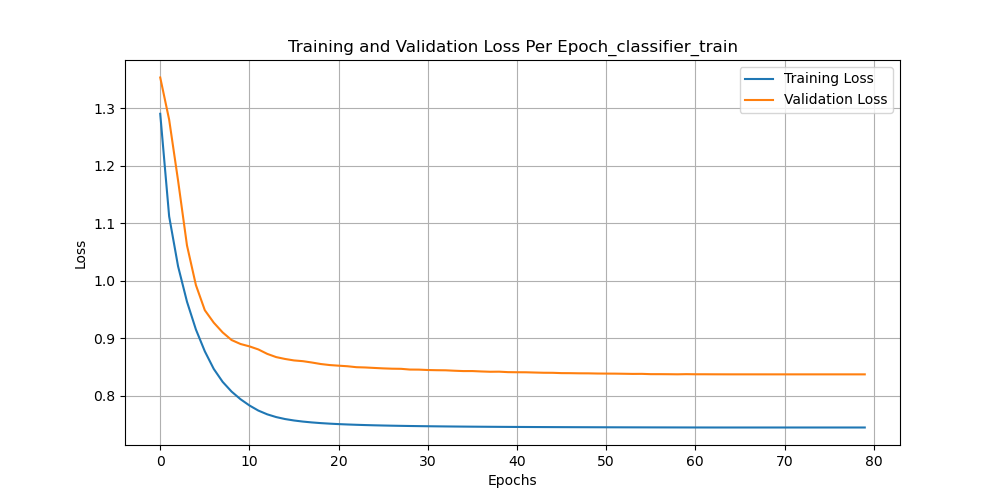 Training and Validation Loss Per Epoch_classifier_train
Training Loss
Validation Loss
1.3
1.2
1.1
1.0
0.9
0.8
Loss
0 10 20 30 40 50 60 70 80
Epochs